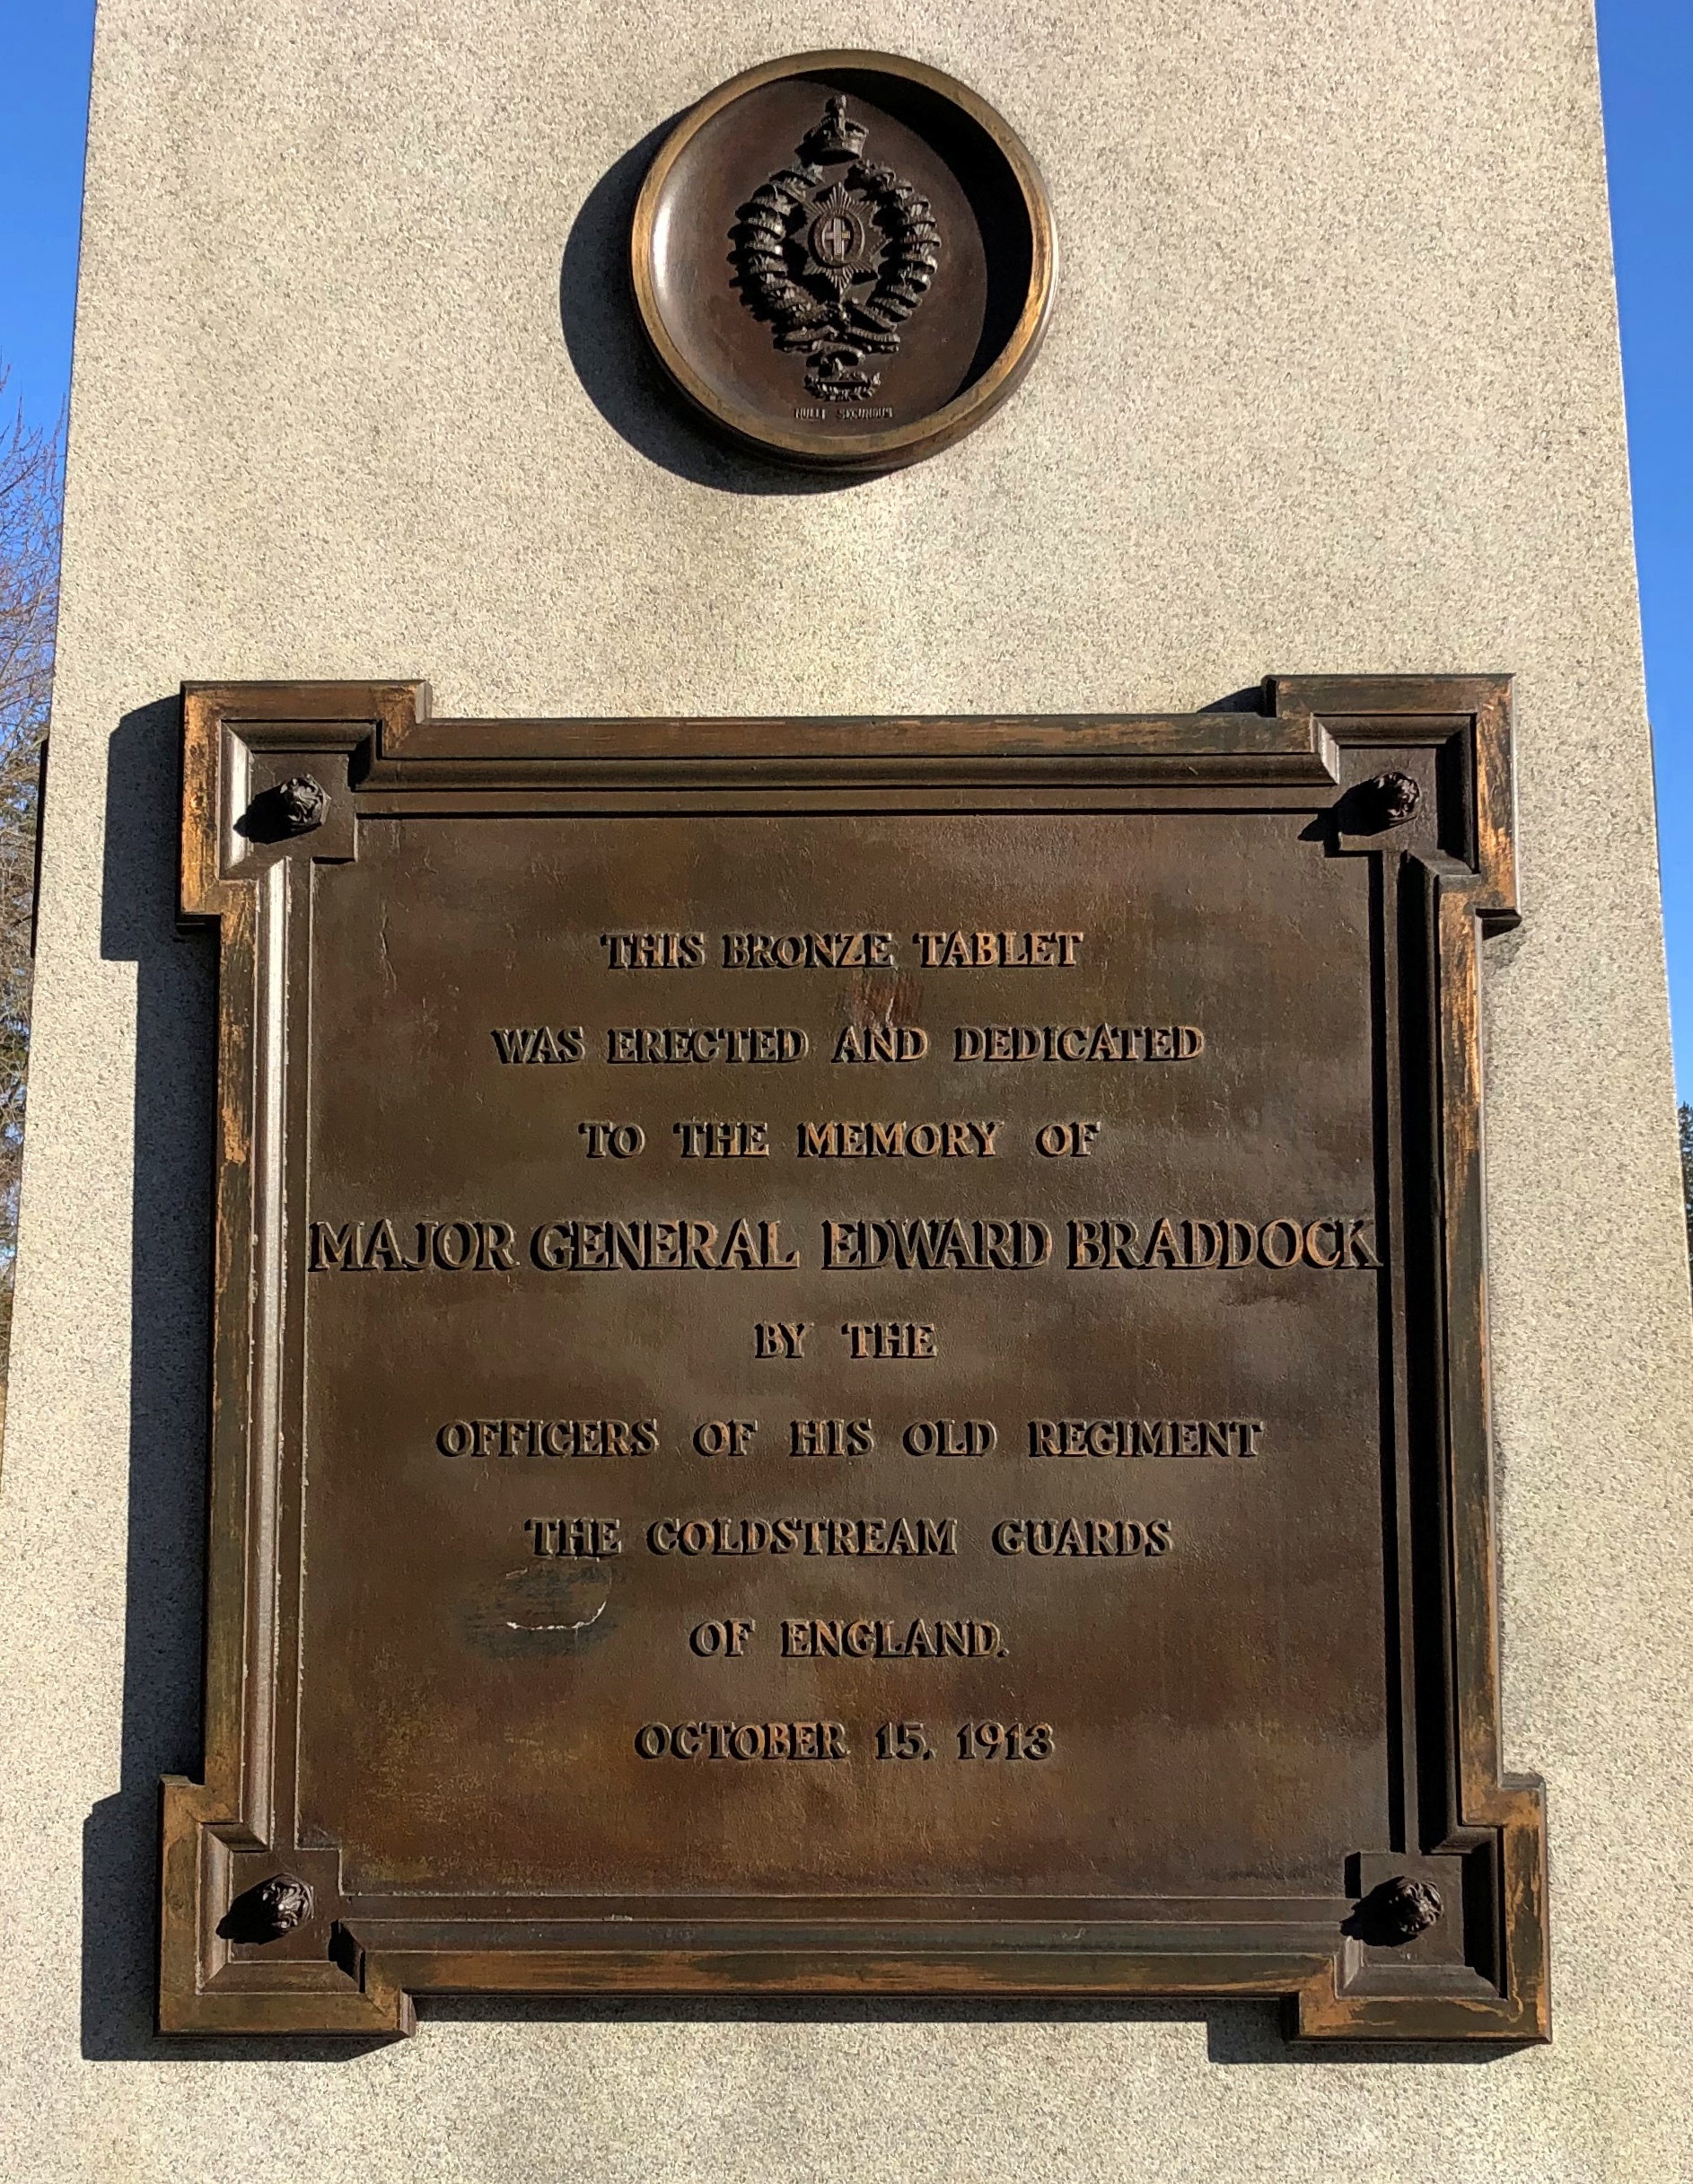 NULLI SECUNDUS
THIS BRONZE TABLET
WAS ERECTED AND DEDICATED
TO THE MEMORY OF
MAJOR GENERAL EDWARD BRADDOCK
BY THE
OFFICERS OF HIS OLD REGIMENT
THE COLDSTREAM GUARDS
OF ENGLAND.
OCTOBER 15, 1913